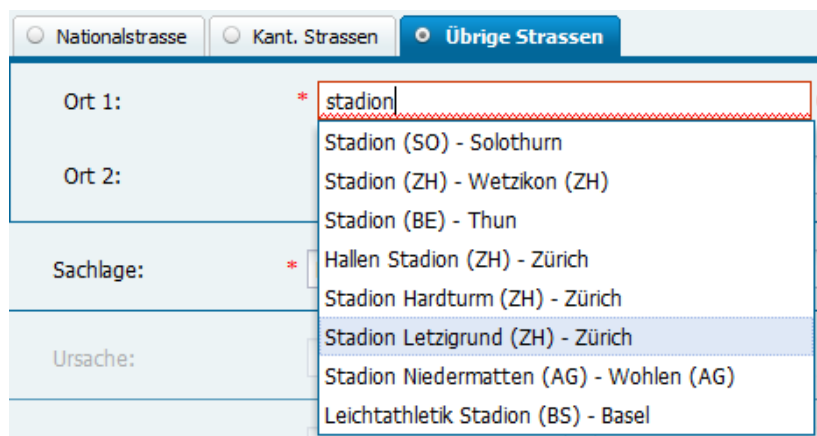 Nationalstrasse Kant. Strassen Übrige Strassen
Ort 1: * stadion
Stadion (SO) - Solothurn
Ort 2: Stadion (ZH) - Wetzikon (ZH)
Stadion (BE) - Thun
Sachlage: * Hallen Stadion (ZH) - Zürich
Stadion Hardturm (ZH) - Zürich
Stadion Letzigrund (ZH) - Zürich
Ursache:
Stadion Niedermatten (AG) - Wohlen (AG)
Leichtathletik Stadion (BS) - Basel